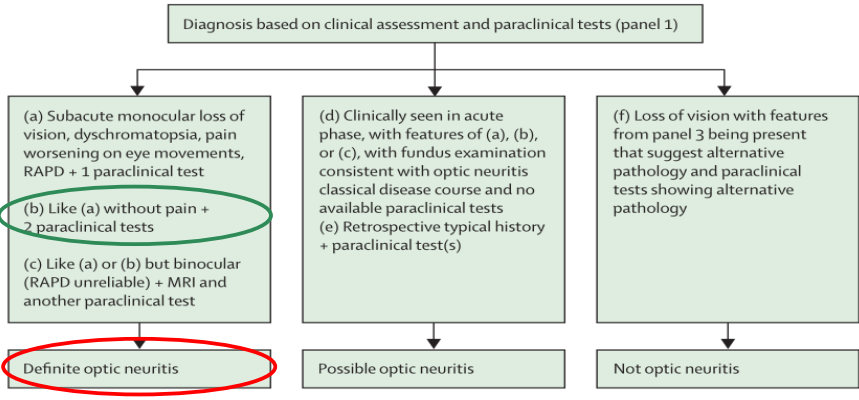 Diagnosis based on clinical assessment and paraclinical tests (panel 1)
(a) Subacute monocular loss of
vision, dyschromatopsia, pain
worsening on eye movements,
RAPD + 1 paraclinical test
(b) Like (a) without pain +
2 paraclinical tests
(c) Like (a) or (b) but binocular
(RAPD unreliable) + MRI and
another paraclinical test
(d) Clinically seen in acute
phase, with features of (a), (b),
or (c), with fundus examination
consistent with optic neuritis
classical disease course and no
available paraclinical tests
(e) Retrospective typical history
+ paraclinical test(s)
(f) Loss of vision with features
from panel 3 being present
that suggest alternative
pathology and paraclinical
tests showing alternative
pathology
Definite optic neuritis
Possible optic neuritis
Not optic neuritis